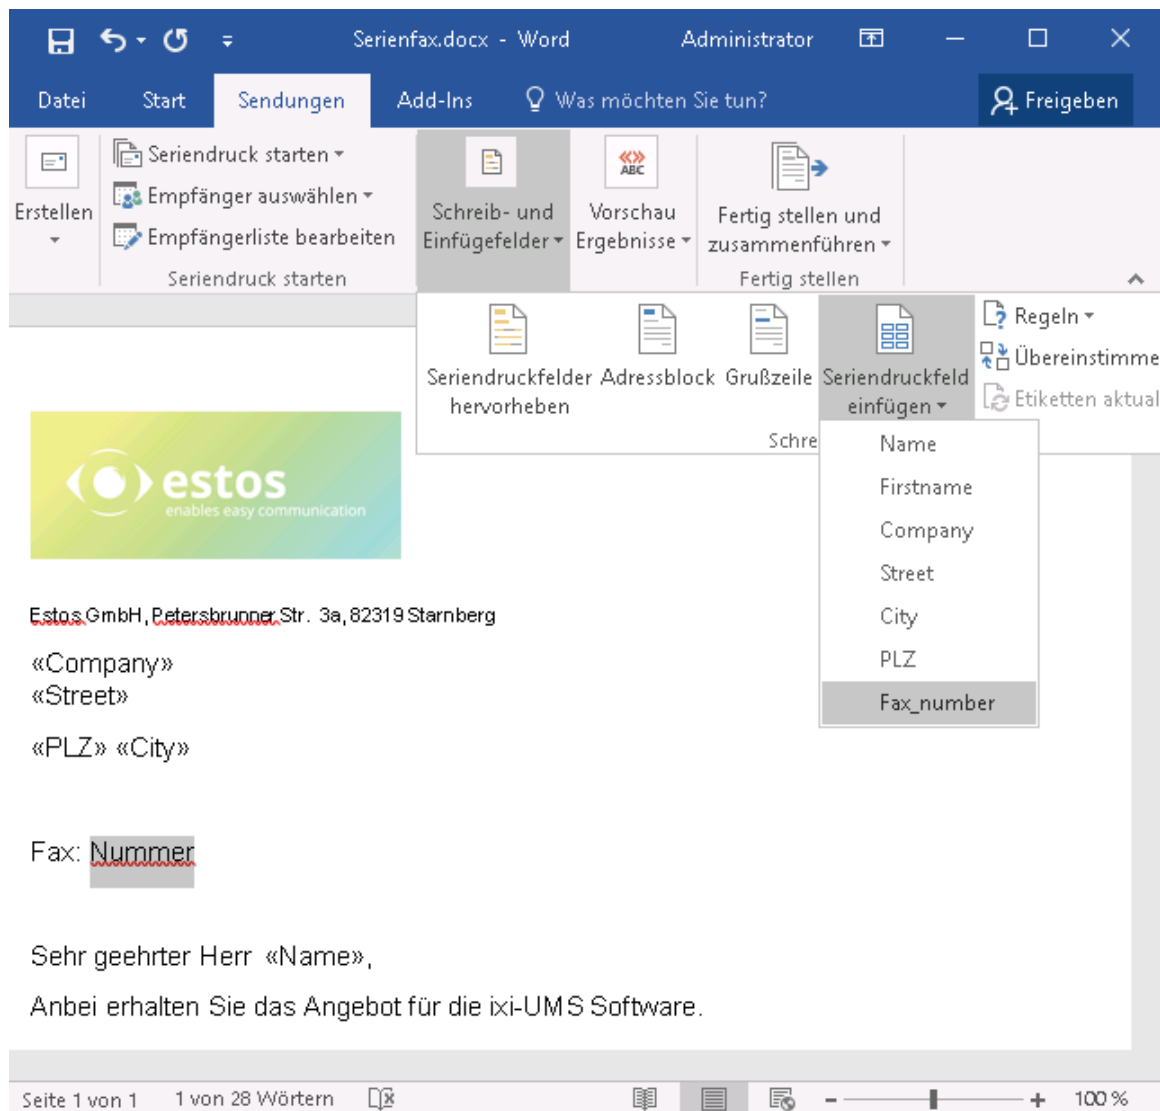 Serienfax.docx - Word Administrator
Datei Start Sendungen Add-Ins Was möchten Sie tun? Freigeben
Erstellen
Seriendruck starten
Empfänger auswählen
Empfängerliste bearbeiten
Seriendruck starten
Schreib- und
Einfügefelder
ABC
Vorschau
Ergebnisse
Fertig stellen und
zusammenführen
Fertig stellen
Seriendruckfelder
hervorheben
Adressblock
Grußzeile
Seriendruckfeld
einfügen
Regeln
Übereinstimme
Etiketten aktual
Schre
Name
Firstname
Company
Street
City
PLZ
Fax_number
estos
enables easy communication
Estos GmbH, Petersbrunner Str. 3a, 82319 Starnberg
«Company»
«Street»
«PLZ» «City»
Fax: Nummer
Sehr geehrter Herr «Name»,
Anbei erhalten Sie das Angebot für die ixi-UMS Software.
Seite 1 von 1 1 von 28 Wörtern 100 %